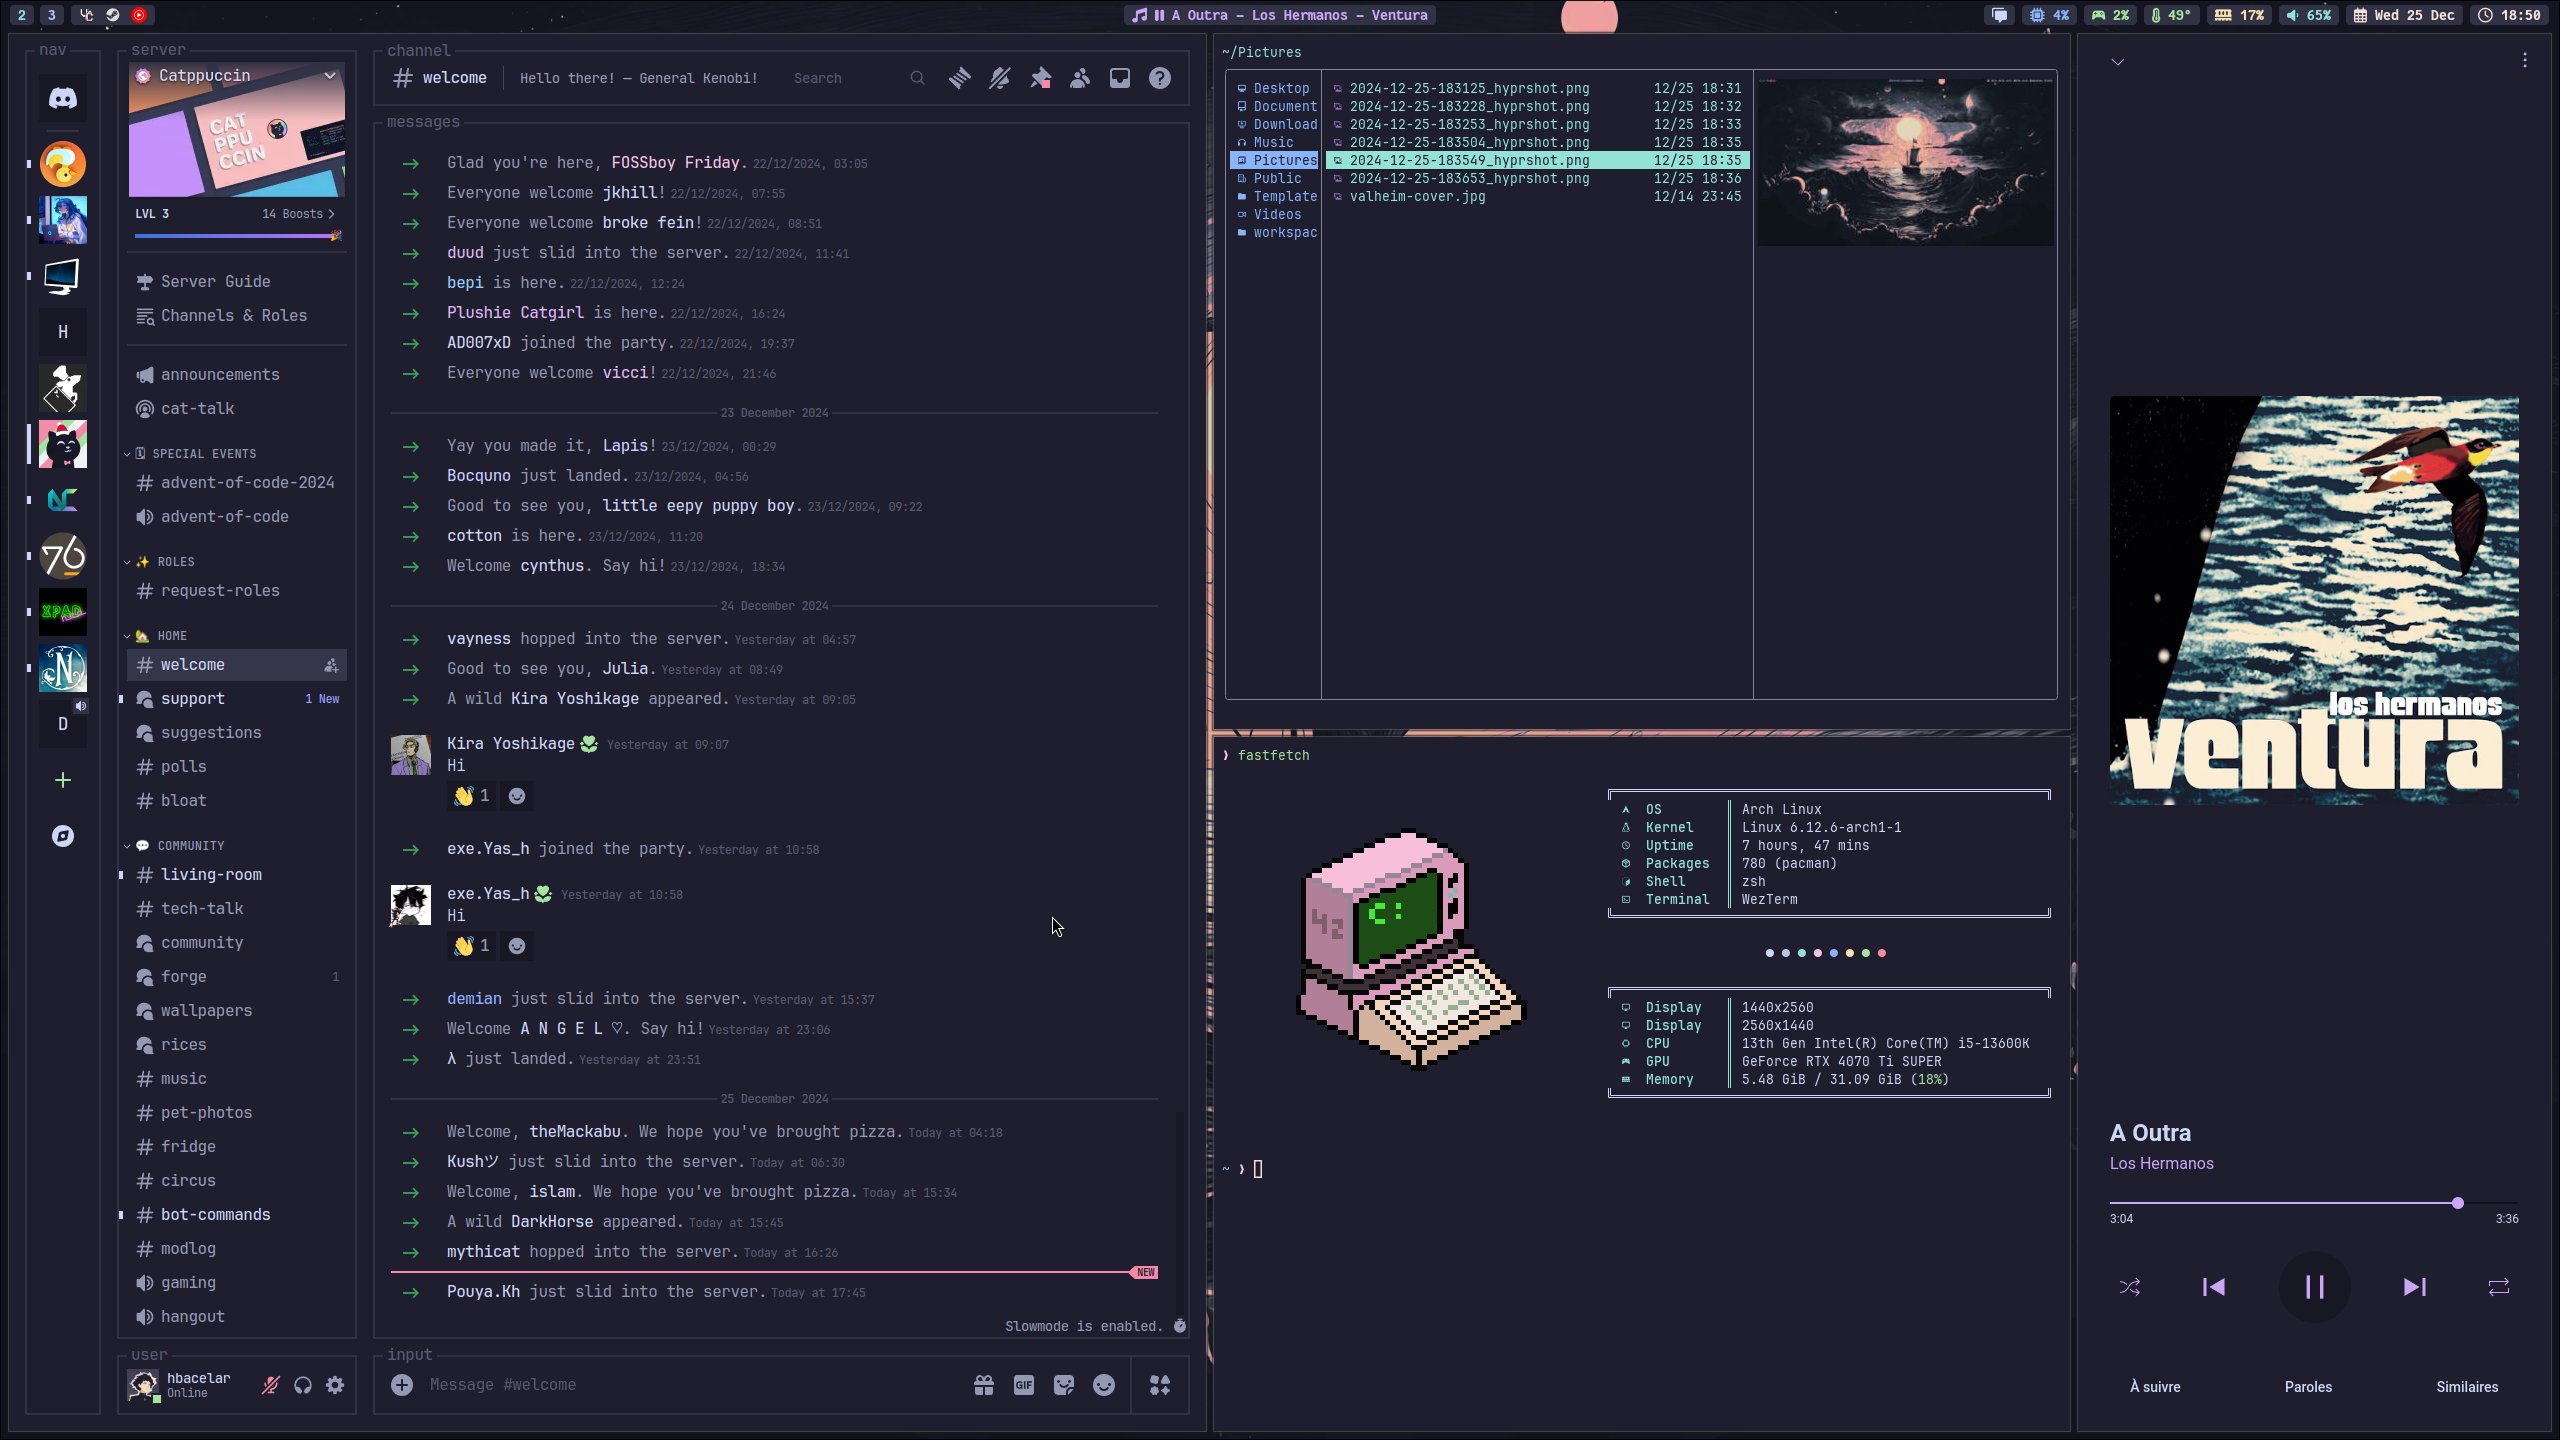 2 3
A Outra – Los Hermanos – Ventura
4% 2% 49° 17% 65% Wed 25 Dec 18:50
nav
H
D
server
Catppuccin
CAT
PPU
CCIN
LVL 3 14 Boosts
Server Guide
Channels & Roles
announcements
cat-talk
SPECIAL EVENTS
advent-of-code-2024
advent-of-code
ROLES
request-roles
HOME
welcome
support 1 New
suggestions
polls
bloat
COMMUNITY
living-room
tech-talk
community
forge 1
wallpapers
rices
music
pet-photos
fridge
circus
bot-commands
modlog
gaming
hangout
user
hbacelar
Online
channel
welcome Hello there! – General Kenobi! Search
messages
Glad you're here, FOSSboy Friday. 22/12/2024, 03:05
Everyone welcome jkhill! 22/12/2024, 07:55
Everyone welcome broke fein! 22/12/2024, 08:51
duud just slid into the server. 22/12/2024, 11:41
bepi is here. 22/12/2024, 12:24
Plushie Catgirl is here. 22/12/2024, 16:24
AD007xD joined the party. 22/12/2024, 19:37
Everyone welcome vicci! 22/12/2024, 21:46
23 December 2024
Yay you made it, Lapis! 23/12/2024, 00:29
Bocquno just landed. 23/12/2024, 04:56
Good to see you, little eepy puppy boy. 23/12/2024, 09:22
cotton is here. 23/12/2024, 11:20
Welcome cynthus. Say hi! 23/12/2024, 18:34
24 December 2024
vayness hopped into the server. Yesterday at 04:57
Good to see you, Julia. Yesterday at 08:49
A wild Kira Yoshikage appeared. Yesterday at 09:05
Kira Yoshikage Yesterday at 09:07
Hi
1
exe.Yas_h joined the party. Yesterday at 10:58
exe.Yas_h Yesterday at 10:58
Hi
1
demian just slid into the server. Yesterday at 15:37
Welcome A N G E L ♡. Say hi! Yesterday at 23:06
λ just landed. Yesterday at 23:51
25 December 2024
Welcome, theMackabu. We hope you've brought pizza. Today at 04:18
Kushツ just slid into the server. Today at 06:30
Welcome, islam. We hope you've brought pizza. Today at 15:34
A wild DarkHorse appeared. Today at 15:45
mythicat hopped into the server. Today at 16:26
NEW
Pouya.Kh just slid into the server. Today at 17:45
Slowmode is enabled.
input
Message #welcome GIF
~/Pictures
Desktop
Document
Download
Music
Pictures
Public
Template
Videos
workspac
2024-12-25-183125_hyprshot.png 12/25 18:31
2024-12-25-183228_hyprshot.png 12/25 18:32
2024-12-25-183253_hyprshot.png 12/25 18:33
2024-12-25-183504_hyprshot.png 12/25 18:35
2024-12-25-183549_hyprshot.png 12/25 18:35
2024-12-25-183653_hyprshot.png 12/25 18:36
valheim-cover.jpg 12/14 23:45
❯ fastfetch
42
C:
OS Arch Linux
Kernel Linux 6.12.6-arch1-1
Uptime 7 hours, 47 mins
Packages 780 (pacman)
Shell zsh
Terminal WezTerm
Display 1440x2560
Display 2560x1440
CPU 13th Gen Intel(R) Core(TM) i5-13600K
GPU GeForce RTX 4070 Ti SUPER
Memory 5.48 GiB / 31.09 GiB (18%)
~ ❯
los hermanos
ventura
A Outra
Los Hermanos
3:04 3:36
À suivre Paroles Similaires
76
XPAD
N